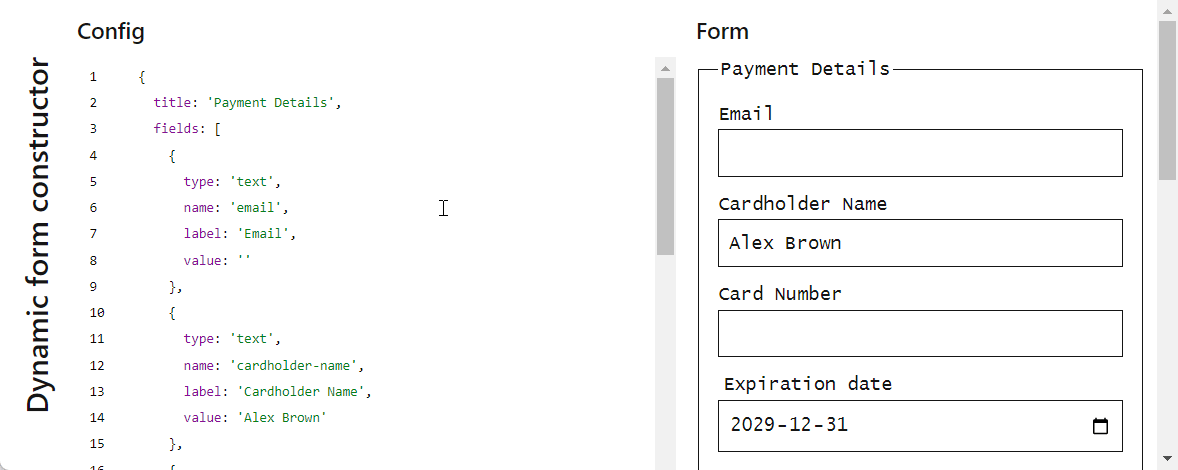 Dynamic form constructor
Config
1 {
2 title: 'Payment Details',
3 fields: [
4 {
5 type: 'text',
6 name: 'email',
7 label: 'Email',
8 value: ''
9 },
10 {
11 type: 'text',
12 name: 'cardholder-name',
13 label: 'Cardholder Name',
14 value: 'Alex Brown'
15 },
16 {
Form
Payment Details
Email
Cardholder Name
Alex Brown
Card Number
Expiration date
2029-12-31